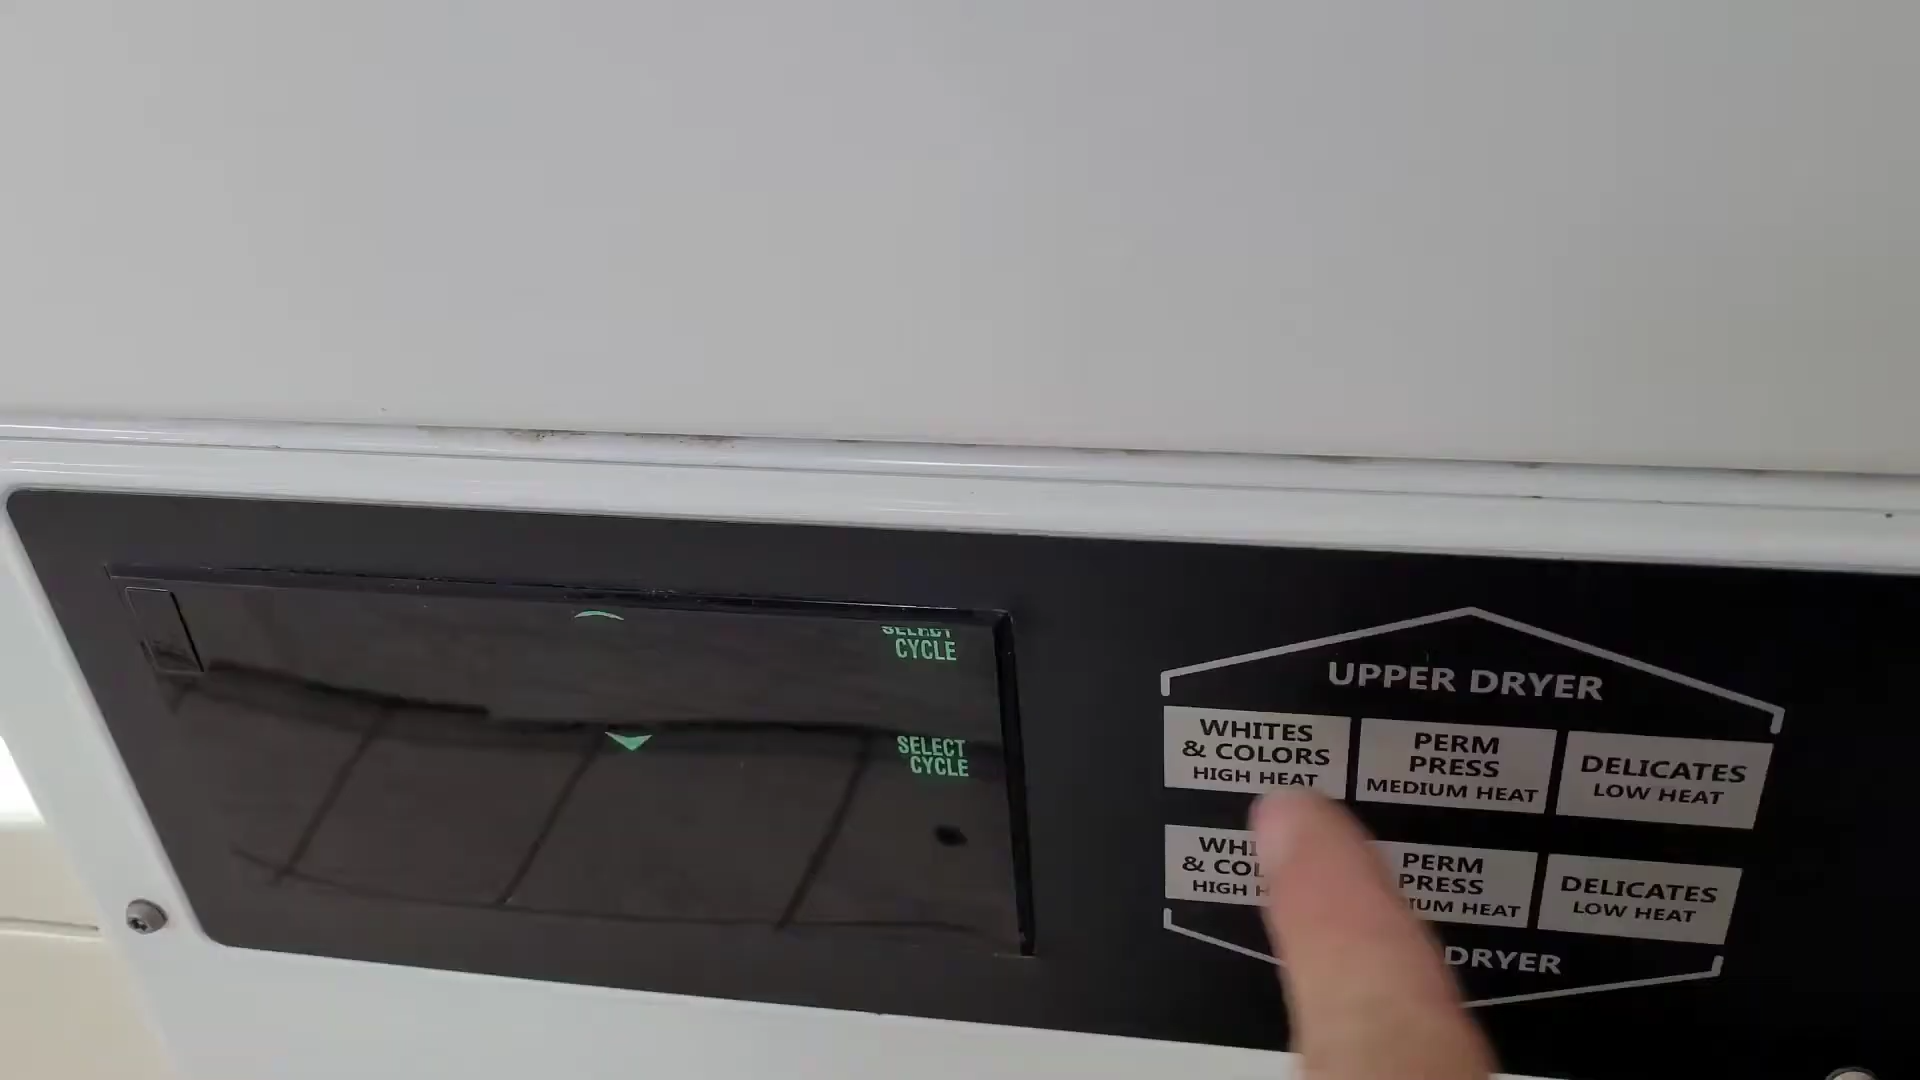 SELECT
CYCLE
SELECT
CYCLE
UPPER DRYER
WHITES
& COLORS
HIGH HEAT
PERM
PRESS
MEDIUM HEAT
DELICATES
LOW HEAT
WHI
& COL
HIGH H
PERM
PRESS
IUM HEAT
DELICATES
LOW HEAT
DRYER